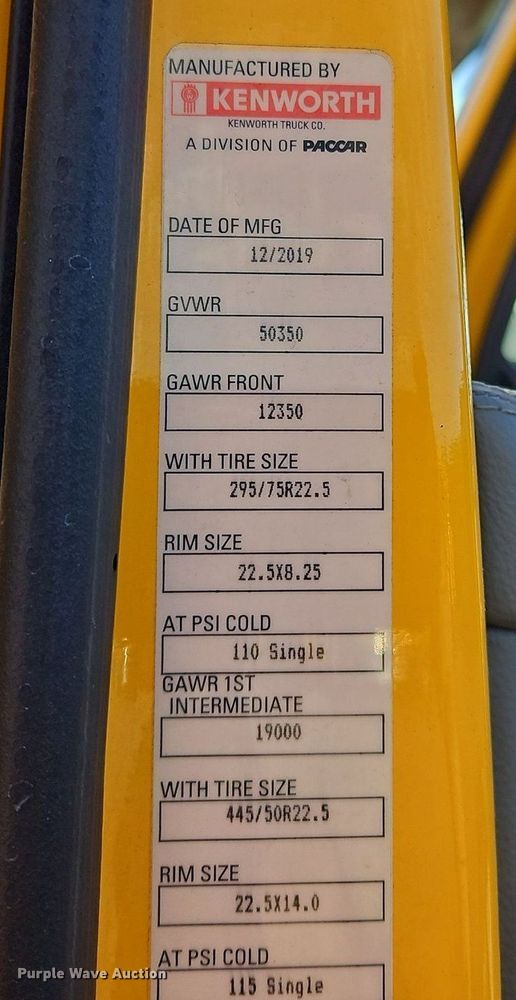 MANUFACTURED BY
KENWORTH
KENWORTH TRUCK CO.
A DIVISION OF PACCAR
DATE OF MFG
12/2019
GVWR
50350
GAWR FRONT
12350
WITH TIRE SIZE
295/75R22.5
RIM SIZE
22.5X8.25
AT PSI COLD
110 Single
GAWR 1ST
INTERMEDIATE
19000
WITH TIRE SIZE
445/50R22.5
RIM SIZE
22.5X14.0
AT PSI COLD
115 Single
Purple Wave Auction